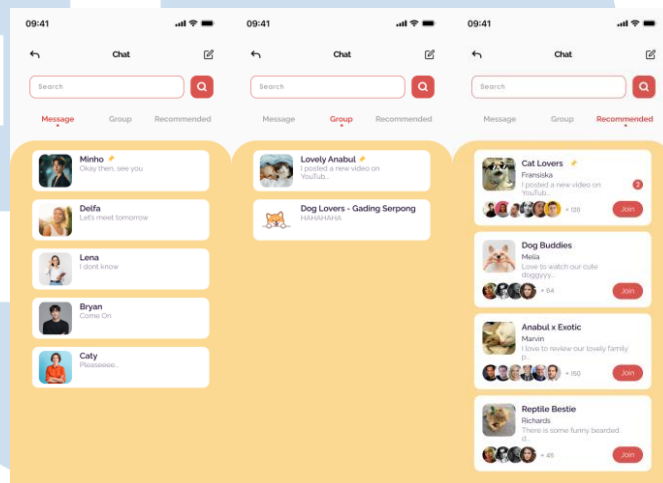 09:41
Chat
Search
Message Group Recommended
Minho
Okay then, see you
Delfa
Let's meet tomorrow
Lena
I dont know
Bryan
Come On
Caty
Pleaseeee..
09:41
Chat
Search
Message Group Recommended
Lovely Anabul
I posted a new video on
YouTub...
Dog Lovers - Gading Serpong
HAHAHAHA
09:41
Chat
Search
Message Group Recommended
Cat Lovers
Fransiska
I posted a new video on
YouTub...
2
+ 120
Join
Dog Buddies
Melia
Love to watch our cute
doggyyy...
+ 94
Join
Anabul x Exotic
Marvin
I love to review our lovely family
p...
+ 150
Join
Reptile Bestie
Richards
There is some funny bearded
d...
+ 45
Join